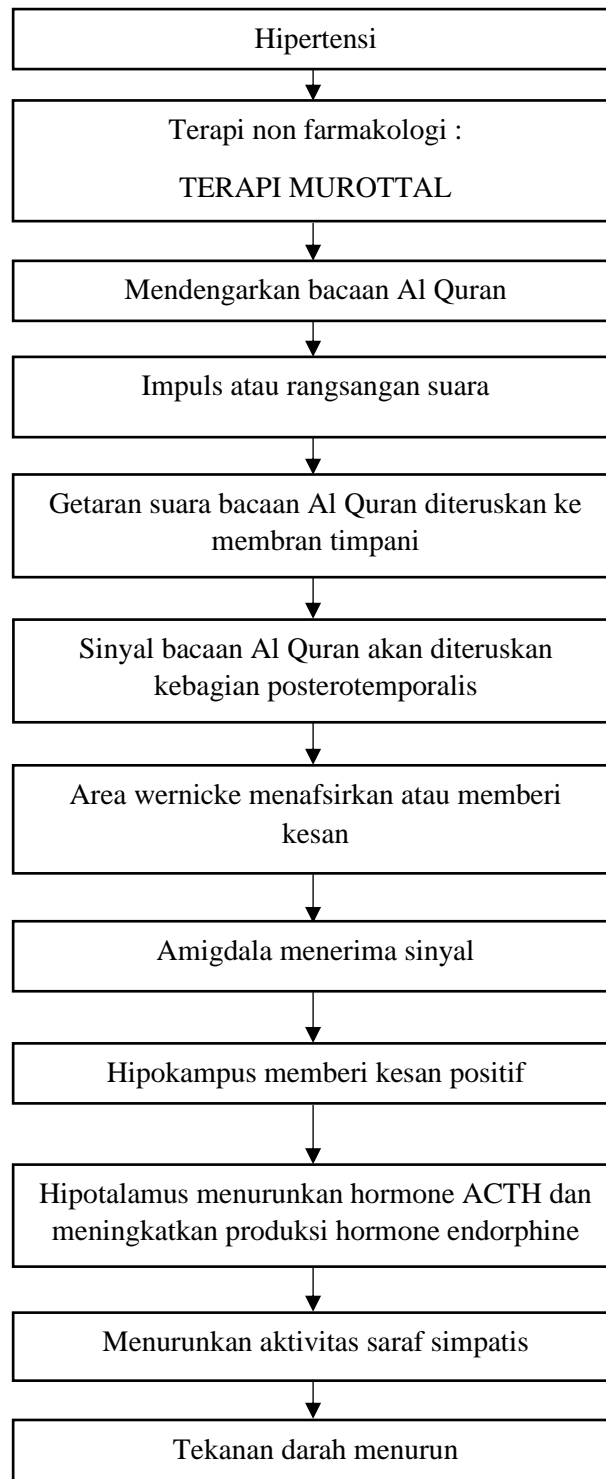 Hipertensi
Terapi non farmakologi :
TERAPI MUROTTAL
Mendengarkan bacaan Al Quran
Impuls atau rangsangan suara
Getaran suara bacaan Al Quran diteruskan ke
membran timpani
Sinyal bacaan Al Quran akan diteruskan
kebagian posterotemporalis
Area wernicke menafsirkan atau memberi
kesan
Amigdala menerima sinyal
Hipokampus memberi kesan positif
Hipotalamus menurunkan hormone ACTH dan
meningkatkan produksi hormone endorphine
Menurunkan aktivitas saraf simpatis
Tekanan darah menurun